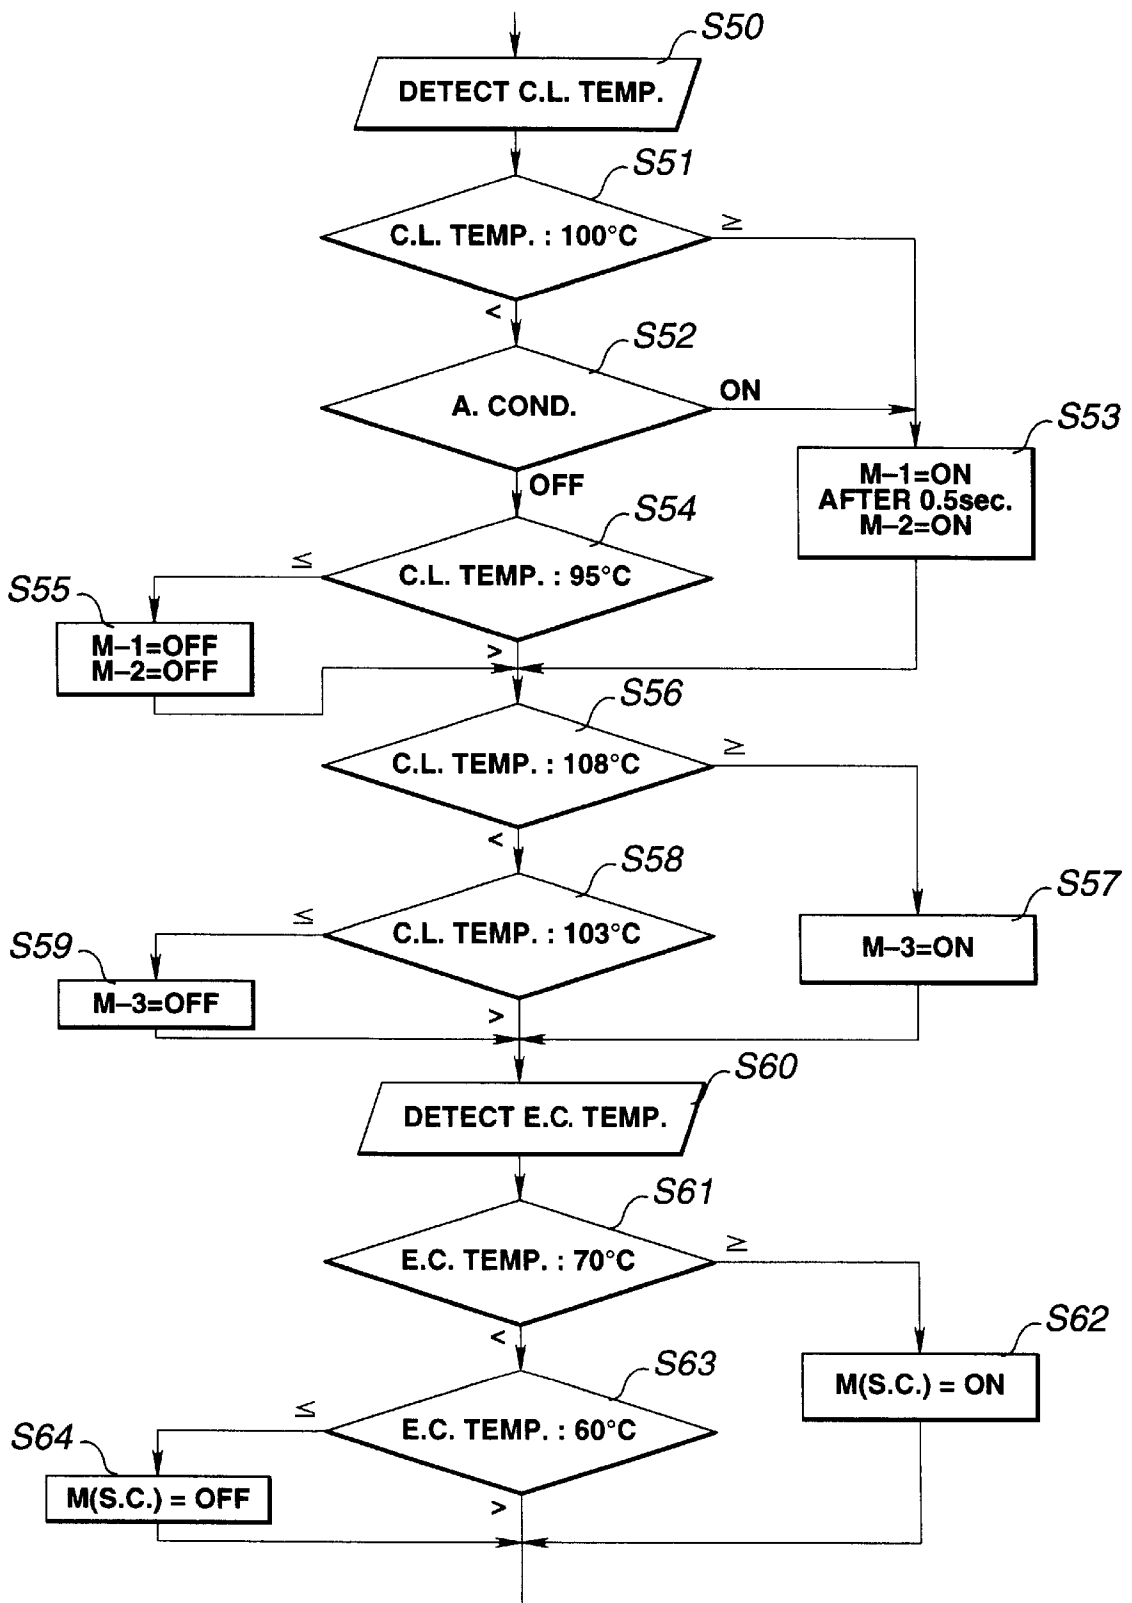 S50
DETECT C.L. TEMP.
S51
C.L. TEMP. : 100°C
≧
<
S52
A. COND.
ON
OFF
S53
M–1=ON
AFTER 0.5sec.
M–2=ON
S54
C.L. TEMP. : 95°C
≦
>
S55
M–1=OFF
M–2=OFF
S56
C.L. TEMP. : 108°C
≧
<
S57
M–3=ON
S58
C.L. TEMP. : 103°C
≦
>
S59
M–3=OFF
S60
DETECT E.C. TEMP.
S61
E.C. TEMP. : 70°C
≧
<
S62
M(S.C.) = ON
S63
E.C. TEMP. : 60°C
≦
>
S64
M(S.C.) = OFF